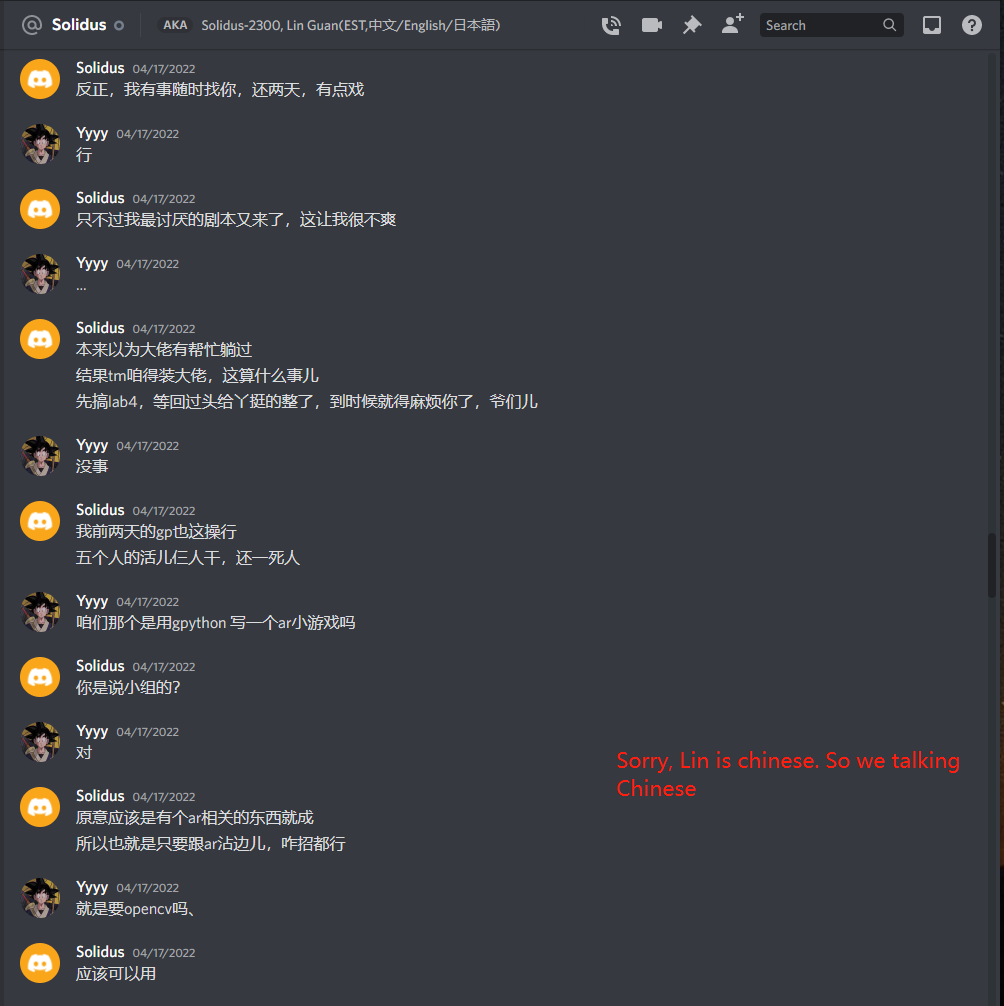 Solidus AKA Solidus-2300, Lin Guan(EST,中文/English/日本語) Search
Solidus 04/17/2022
反正，我有事随时找你，还两天，有点戏
Yyyy 04/17/2022
行
Solidus 04/17/2022
只不过我最讨厌的剧本又来了，这让我很不爽
Yyyy 04/17/2022
...
Solidus 04/17/2022
本来以为大佬有帮忙躺过
结果tm咱得装大佬，这算什么事儿
先搞lab4，等回过头给丫挺的整了，到时候就得麻烦你了，爷们儿
Yyyy 04/17/2022
没事
Solidus 04/17/2022
我前两天的gp也这操行
五个人的活儿仨人干，还一死人
Yyyy 04/17/2022
咱们那个是用gpython 写一个ar小游戏吗
Solidus 04/17/2022
你是说小组的？
Yyyy 04/17/2022
对
Sorry, Lin is chinese. So we talking
Chinese
Solidus 04/17/2022
原意应该是有个ar相关的东西就成
所以也就是只要跟ar沾边儿，咋招都行
Yyyy 04/17/2022
就是要opencv吗、
Solidus 04/17/2022
应该可以用